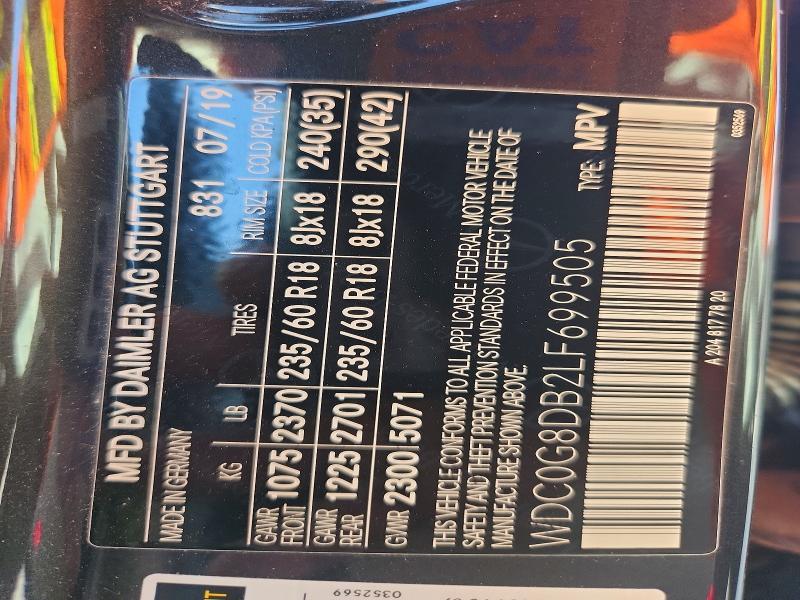 MFD BY DAIMLER AG STUTTGART
MADE IN GERMANY 831 07/19
KG LB TIRES RIM SIZE COLD KPA(PSI)
GAWR FRONT 1075 2370 235/60 R18 8Jx18 240(35)
GAWR REAR 1225 2701 235/60 R18 8Jx18 290(42)
GVWR 2300 5071
THIS VEHICLE CONFORMS TO ALL APPLICABLE FEDERAL MOTOR VEHICLE
SAFETY AND THEFT PREVENTION STANDARDS IN EFFECT ON THE DATE OF
MANUFACTURE SHOWN ABOVE.
WDC0G8DB2LF699505 TYPE: MPV
A 204 817 78 20
0352569
0352569